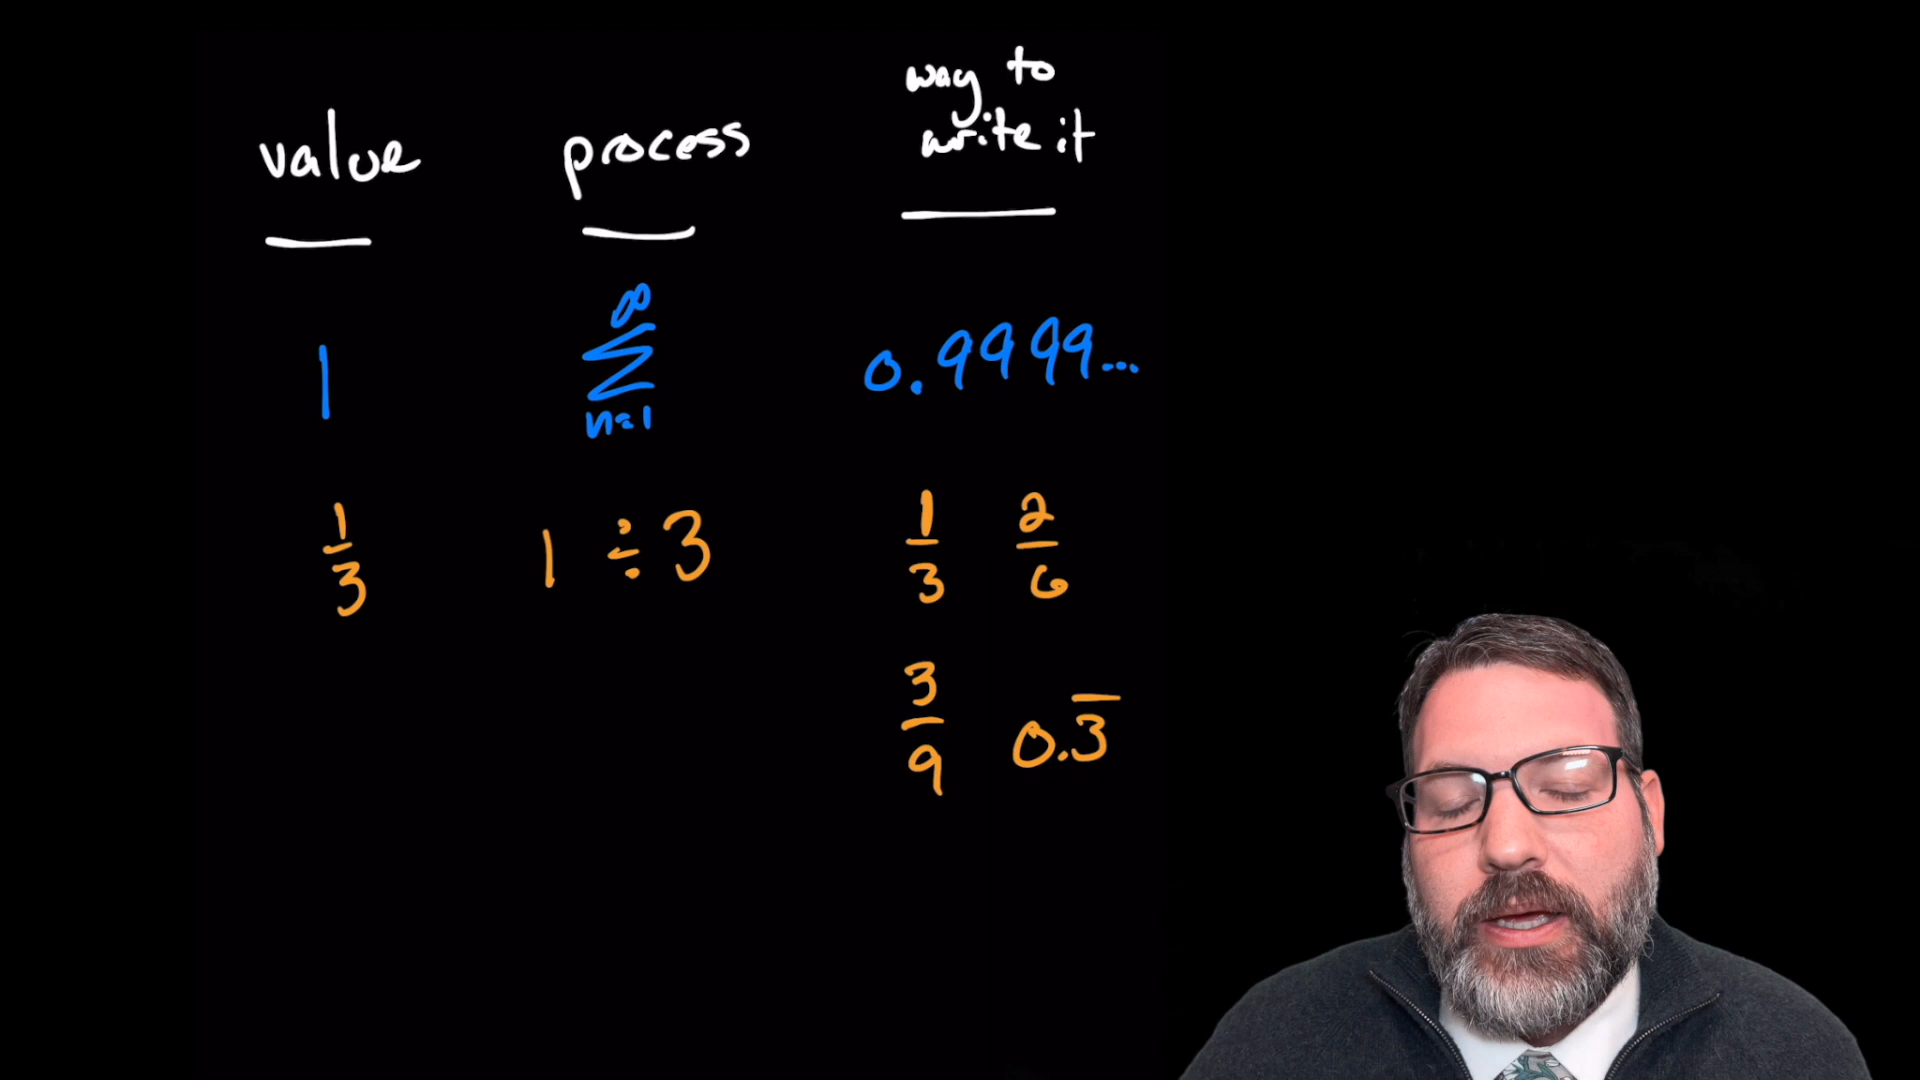 value process way to
write it
∞
Σ
n=1
1 0.9999...
1/3 1 ÷ 3 1/3 2/6
3/9 0.3̅